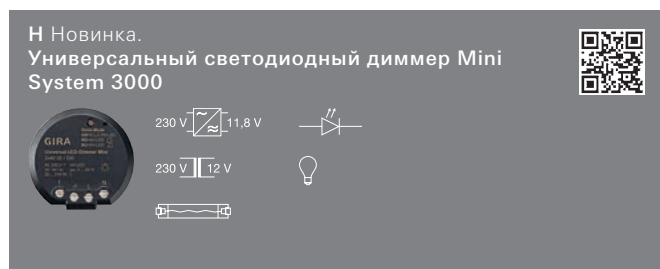 Н Новинка.
Универсальный светодиодный диммер Mini
System 3000
230 V 11,8 V
GIRA
230 V 12 V